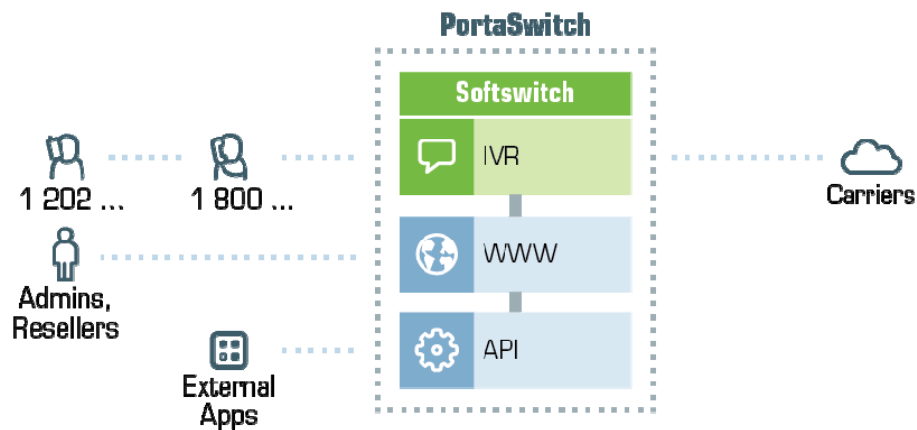 PortaSwitch
Softswitch
IVR
1 202 ...
1 800 ...
Carriers
WWW
Admins,
Resellers
API
External
Apps